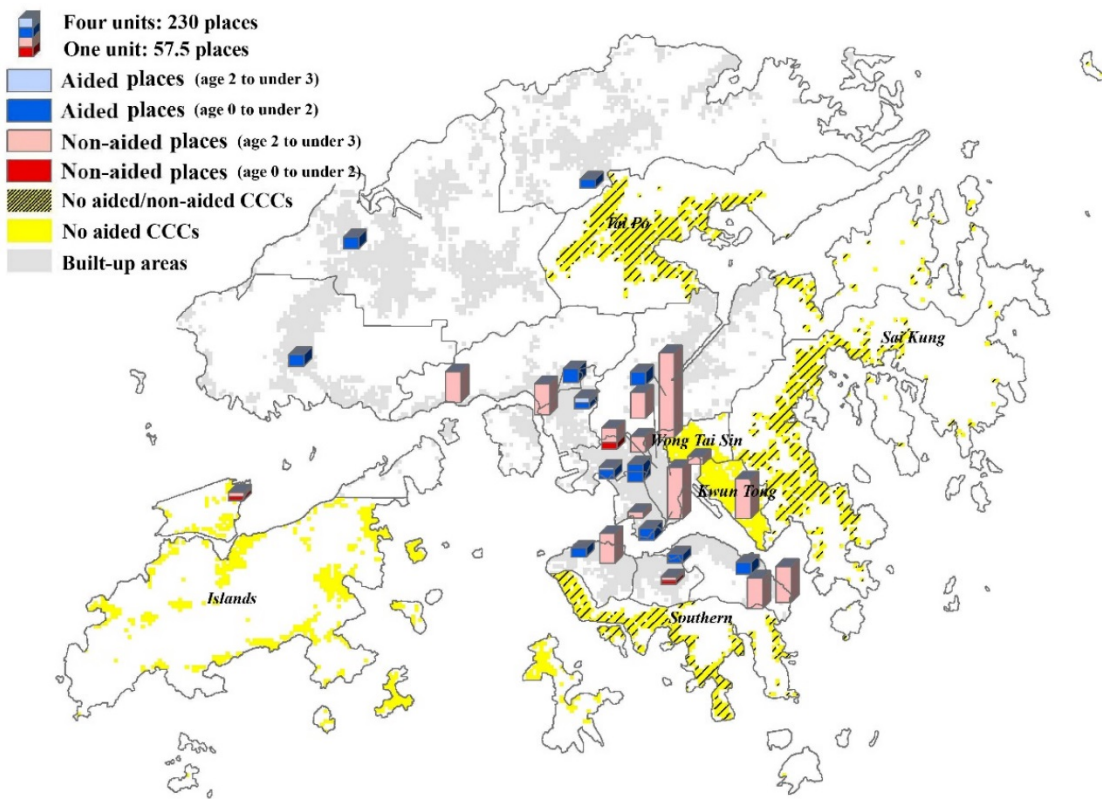 Four units: 230 places
One unit: 57.5 places
Aided places (age 2 to under 3)
Aided places (age 0 to under 2)
Non-aided places (age 2 to under 3)
Non-aided places (age 0 to under 2)
No aided/non-aided CCCs
No aided CCCs
Built-up areas
Tai Po
Sai Kung
Wong Tai Sin
Kwun Tong
Islands
Southern